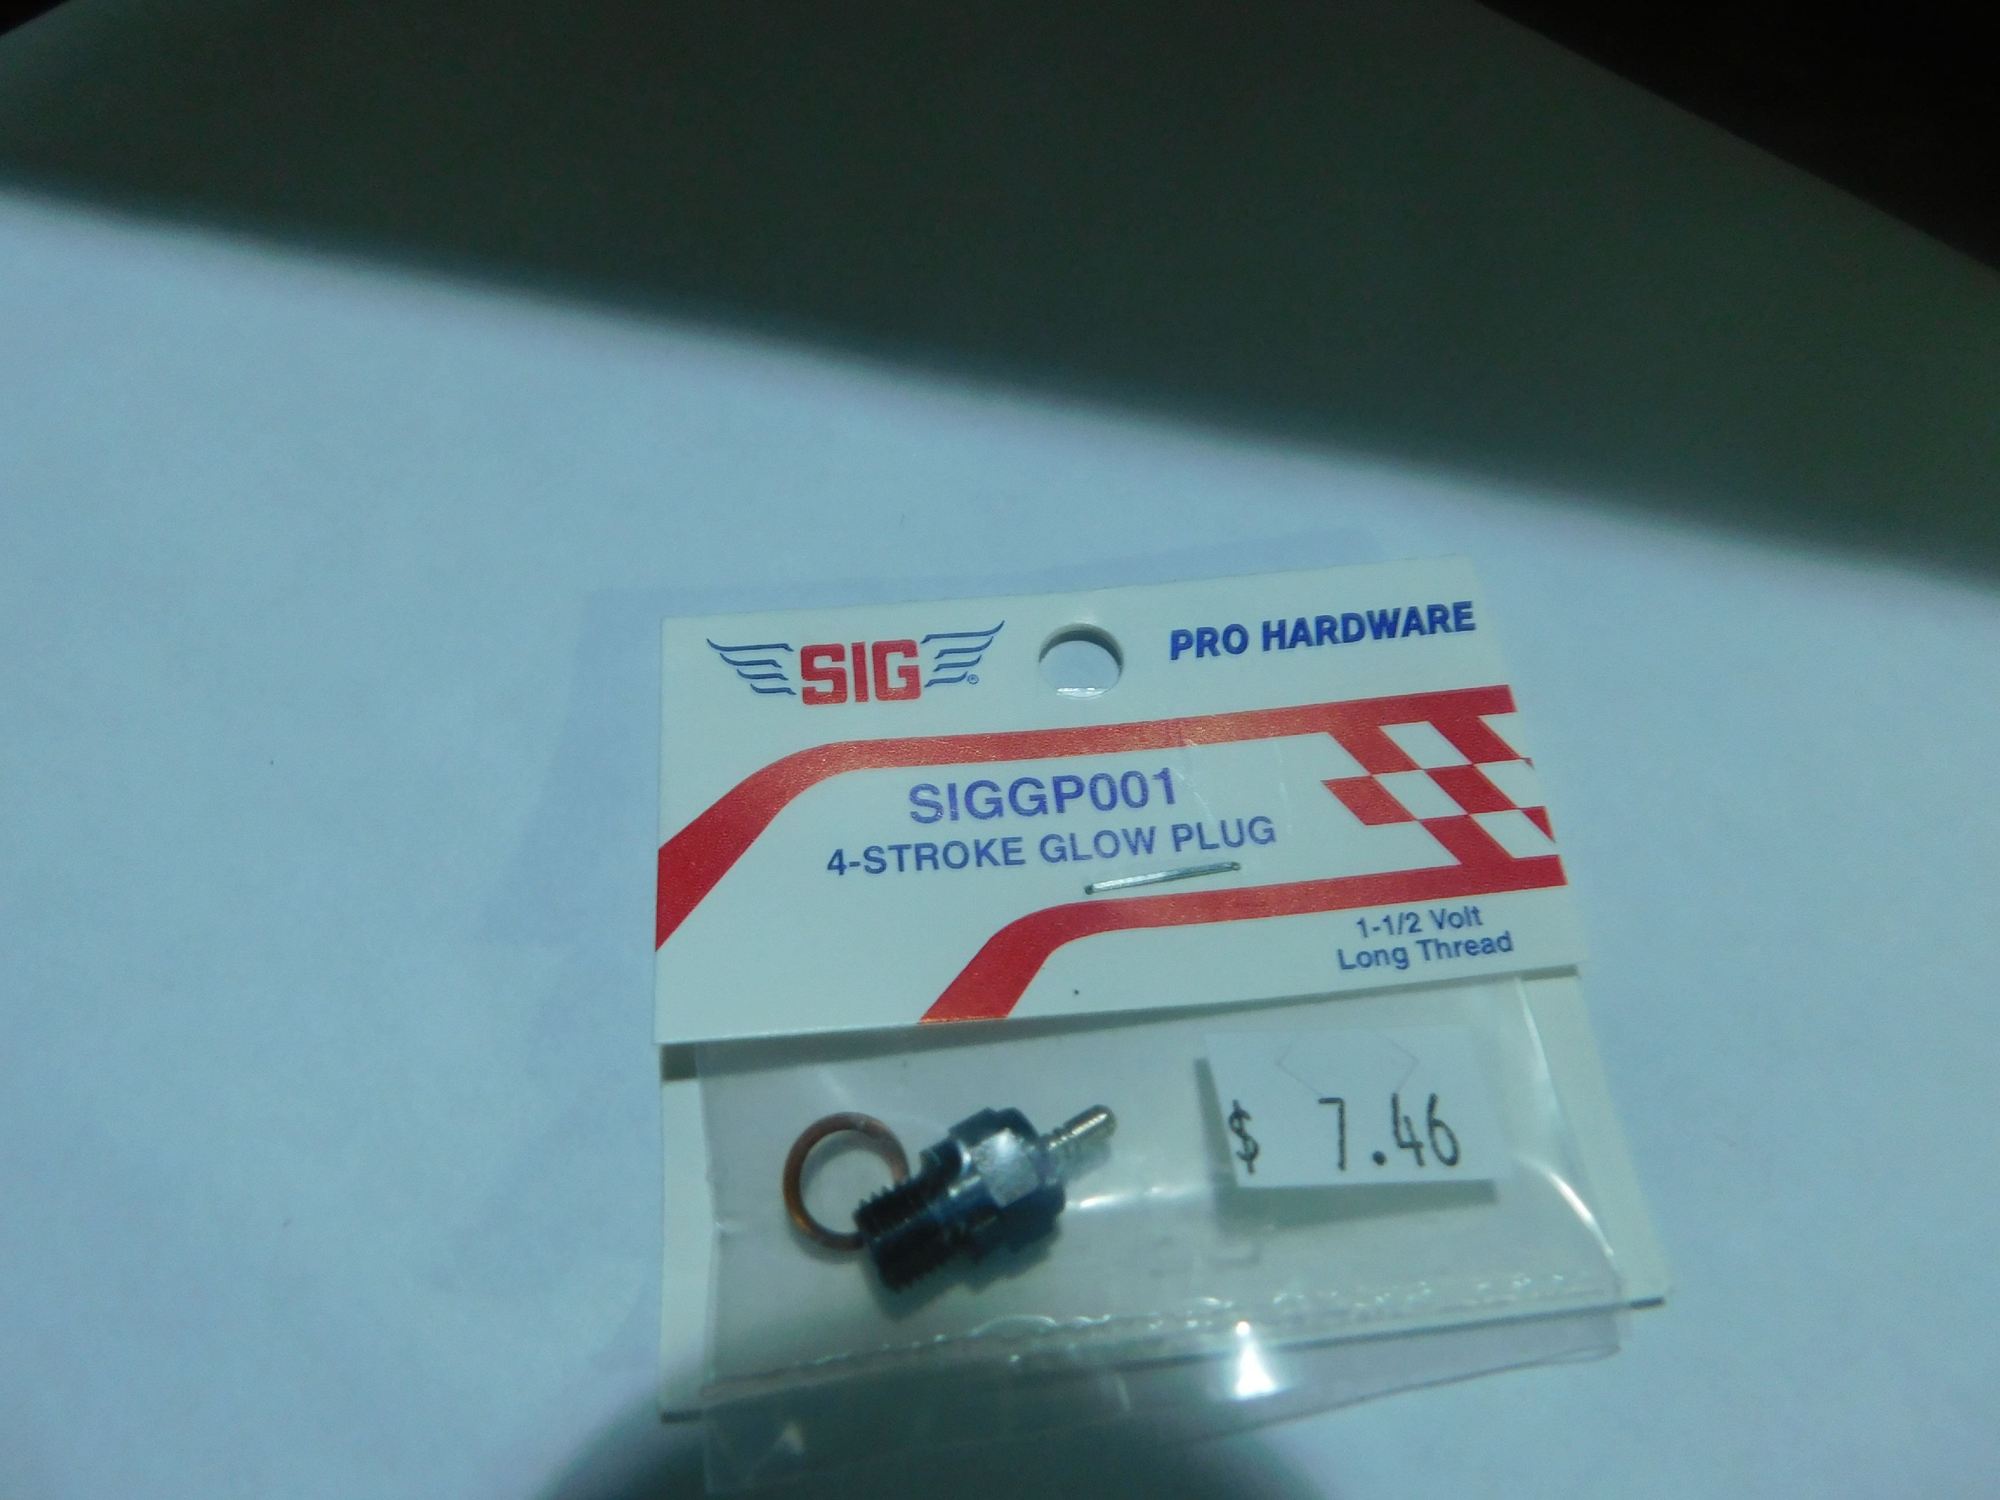 SIG®
PRO HARDWARE
SIGGP001
4-STROKE GLOW PLUG
1-1/2 Volt
Long Thread
$ 7.46